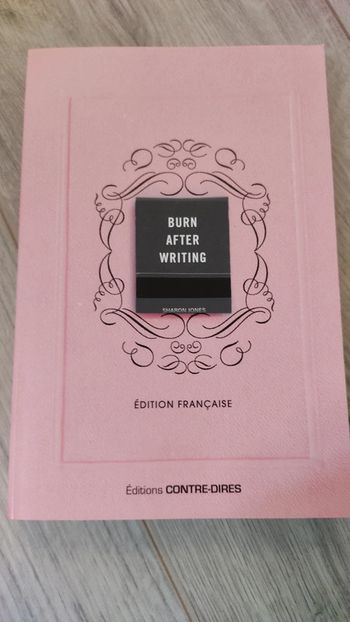 BURN
AFTER
WRITING
SHARON JONES
ÉDITION FRANÇAISE
Éditions CONTRE-DIRES